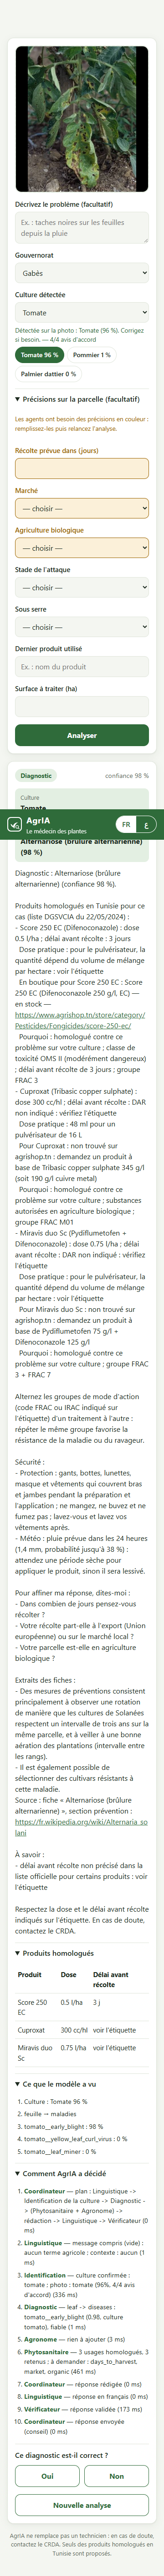 Décrivez le problème (facultatif)
Ex. : taches noires sur les feuilles
depuis la pluie
Gouvernorat
Gabès
Culture détectée
Tomate
Détectée sur la photo : Tomate (96 %). Corrigez
si besoin. — 4/4 avis d'accord
Tomate 96 %
Pommier 1 %
Palmier dattier 0 %
▼ Précisions sur la parcelle (facultatif)
Les agents ont besoin des précisions en couleur :
remplissez-les puis relancez l'analyse.
Récolte prévue dans (jours)
Marché
— choisir —
Agriculture biologique
— choisir —
Stade de l'attaque
— choisir —
Sous serre
— choisir —
Dernier produit utilisé
Ex. : nom du produit
Surface à traiter (ha)
Analyser
Diagnostic
confiance 98 %
Culture
Tomate
AgrIA
Le médecin des plantes
FR
ع
Alternariose (brûlure alternarienne)
(98 %)
Diagnostic : Alternariose (brûlure
alternarienne) (confiance 98 %).
Produits homologués en Tunisie pour ce
cas (liste DGSVCIA du 22/05/2024) :
- Score 250 EC (Difenoconazole) : dose
0.5 l/ha ; délai avant récolte : 3 jours
Dose pratique : pour le pulvérisateur, la
quantité dépend du volume de mélange
par hectare : voir l'étiquette
En boutique pour Score 250 EC : Score
250 EC (Difenoconazole 250 g/l, EC) —
en stock —
https://www.agrishop.tn/store/category/
Pesticides/Fongicides/score-250-ec/
Pourquoi : homologué contre ce
problème sur votre culture ; classe de
toxicité OMS II (modérément dangereux)
; délai avant récolte de 3 jours ; groupe
FRAC 3
- Cuproxat (Tribasic copper sulphate) :
dose 300 cc/hl ; délai avant récolte : DAR
non indiqué : vérifiez l'étiquette
Dose pratique : 48 ml pour un
pulvérisateur de 16 L
Pour Cuproxat : non trouvé sur
agrishop.tn : demandez un produit à
base de Tribasic copper sulphate 345 g/l
(soit 190 g/l cuivre metal)
Pourquoi : homologué contre ce
problème sur votre culture ; substances
autorisées en agriculture biologique ;
groupe FRAC M01
- Miravis duo Sc (Pydiflumetofen +
Difenoconazole) : dose 0.75 l/ha ; délai
avant récolte : DAR non indiqué : vérifiez
l'étiquette
Dose pratique : pour le pulvérisateur, la
quantité dépend du volume de mélange
par hectare : voir l'étiquette
Pour Miravis duo Sc : non trouvé sur
agrishop.tn : demandez un produit à
base de Pydiflumetofen 75 g/l +
Difenoconazole 125 g/l
Pourquoi : homologué contre ce
problème sur votre culture ; groupe FRAC
3 + FRAC 7
Alternez les groupes de mode d'action
(code FRAC ou IRAC indiqué sur
l'étiquette) d'un traitement à l'autre :
répéter le même groupe favorise la
résistance de la maladie ou du ravageur.
Sécurité :
- Protection : gants, bottes, lunettes,
masque et vêtements qui couvrent bras
et jambes pendant la préparation et
l'application ; ne mangez, ne buvez et ne
fumez pas ; lavez-vous et lavez vos
vêtements après.
- Météo : pluie prévue dans les 24 heures
(1,4 mm, probabilité jusqu'à 38 %) :
attendez une période sèche pour
appliquer le produit, sinon il sera lessivé.
Pour affiner ma réponse, dites-moi :
- Dans combien de jours pensez-vous
récolter ?
- Votre récolte part-elle à l'export (Union
européenne) ou sur le marché local ?
- Votre parcelle est-elle en agriculture
biologique ?
Extraits des fiches :
- Des mesures de préventions consistent
principalement à observer une rotation
de manière que les cultures de Solanées
respectent un intervalle de trois ans sur la
même parcelle, et à veiller à une bonne
aération des plantations (intervalle entre
les rangs).
- Il est également possible de
sélectionner des cultivars résistants à
cette maladie.
Source : fiche « Alternariose (brûlure
alternarienne) », section prévention :
https://fr.wikipedia.org/wiki/Alternaria_so
lani
À savoir :
- délai avant récolte non précisé dans la
liste officielle pour certains produits : voir
l'étiquette
Respectez la dose et le délai avant récolte
indiqués sur l'étiquette. En cas de doute,
contactez le CRDA.
▼ Produits homologués
Produit Dose Délai avant
récolte
Score 250 0.5 l/ha 3 j
EC
Cuproxat 300 cc/hl voir l'étiquette
Miravis duo 0.75 l/ha voir l'étiquette
Sc
▼ Ce que le modèle a vu
1. Culture : Tomate 96 %
2. feuille → maladies
3. tomato__early_blight : 98 %
4. tomato__yellow_leaf_curl_virus : 0 %
5. tomato__leaf_miner : 0 %
▼ Comment AgrIA a décidé
1. Coordinateur — plan : Linguistique ->
Identification de la culture -> Diagnostic -
> (Phytosanitaire + Agronome) ->
rédaction -> Linguistique -> Vérificateur (0
ms)
2. Linguistique — message compris (vide) :
aucun terme agricole ; contexte : aucun (1
ms)
3. Identification — culture confirmée :
tomate : photo : tomate (96%, 4/4 avis
d'accord) (336 ms)
4. Diagnostic — leaf -> diseases :
tomato__early_blight (0.98, culture
tomato), fiable (1 ms)
5. Agronome — rien à ajouter (3 ms)
6. Phytosanitaire — 3 usages homologués, 3
retenus ; à demander : days_to_harvest,
market, organic (461 ms)
7. Coordinateur — réponse rédigée (0 ms)
8. Linguistique — réponse en français (0 ms)
9. Vérificateur — réponse validée (173 ms)
10. Coordinateur — réponse envoyée
(conseil) (0 ms)
Ce diagnostic est-il correct ?
Oui
Non
Nouvelle analyse
AgrIA ne remplace pas un technicien : en cas de doute,
contactez le CRDA. Seuls des produits homologués en
Tunisie sont proposés.